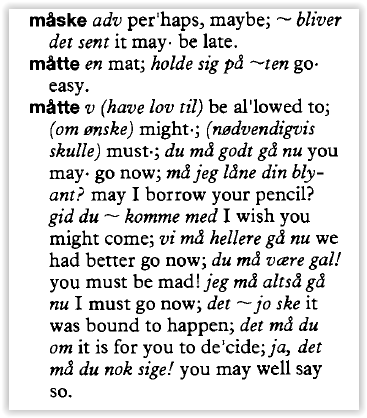 måske adv per'haps, maybe; ~ bliver
det sent it may· be late.
måtte en mat; holde sig på ~ten go·
easy.
måtte v (have lov til) be al'lowed to;
(om ønske) might·; (nødvendigvis
skulle) must·; du må godt gå nu you
may· go now; må jeg låne din bly-
ant? may I borrow your pencil?
gid du ~ komme med I wish you
might come; vi må hellere gå nu we
had better go now; du må være gal!
you must be mad! jeg må altså gå
nu I must go now; det ~ jo ske it
was bound to happen; det må du
om it is for you to de'cide; ja, det
må du nok sige! you may well say
so.